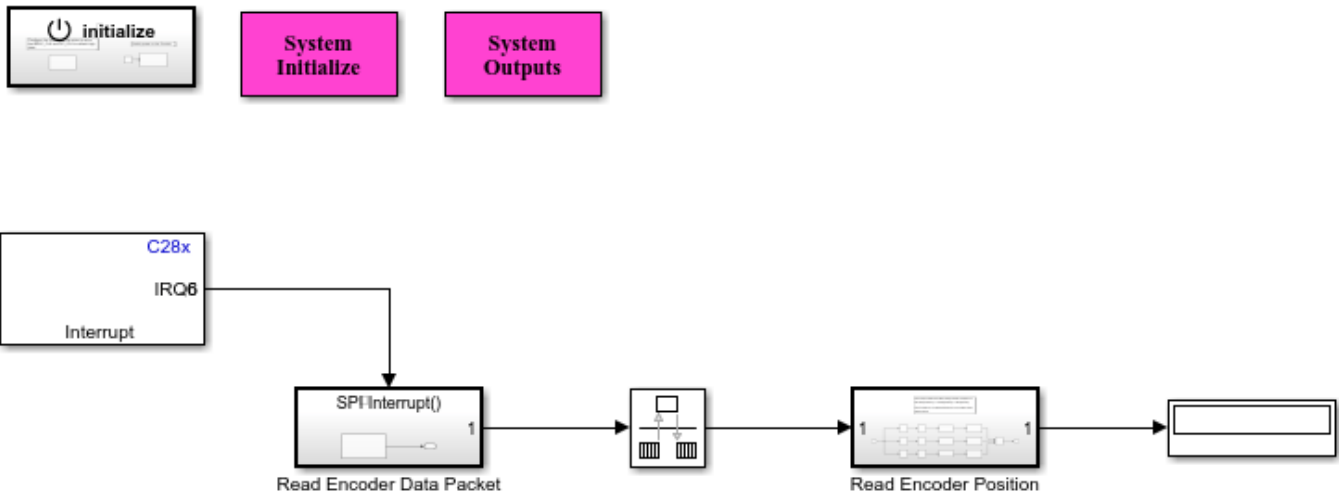 initialize
System
Initialize
System
Outputs
C28x
IRQ6
Interrupt
SPI-Interrupt()
1
Read Encoder Data Packet
1
1
Read Encoder Position